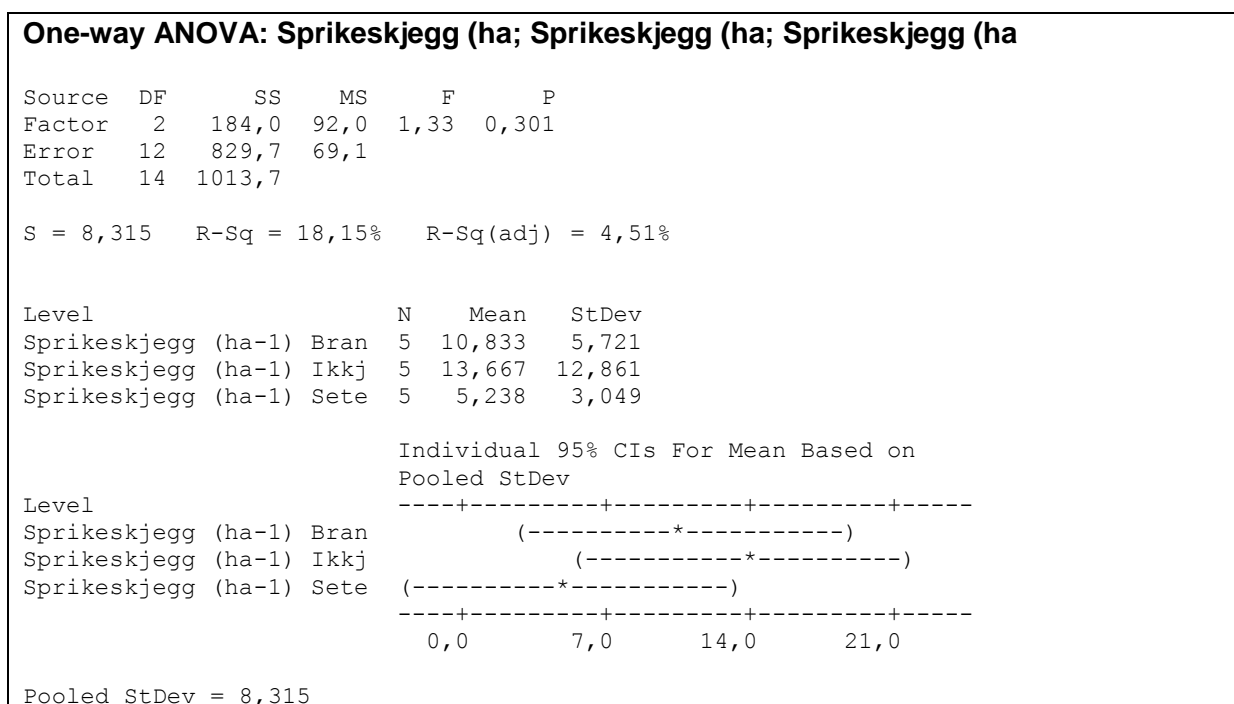 One-way ANOVA: Sprikeskjegg (ha; Sprikeskjegg (ha; Sprikeskjegg (ha
Source  DF      SS    MS     F      P
Factor   2   184,0  92,0  1,33  0,301
Error   12   829,7  69,1
Total   14  1013,7
S = 8,315   R-Sq = 18,15%   R-Sq(adj) = 4,51%
Level                     N    Mean   StDev
Sprikeskjegg (ha-1) Bran  5  10,833   5,721
Sprikeskjegg (ha-1) Ikkj  5  13,667  12,861
Sprikeskjegg (ha-1) Sete  5   5,238   3,049
Individual 95% CIs For Mean Based on
Pooled StDev
Level                     ----+---------+---------+---------+-----
Sprikeskjegg (ha-1) Bran          (----------*-----------)
Sprikeskjegg (ha-1) Ikkj              (-----------*----------)
Sprikeskjegg (ha-1) Sete  (----------*-----------)
----+---------+---------+---------+-----
0,0       7,0      14,0      21,0
Pooled StDev = 8,315